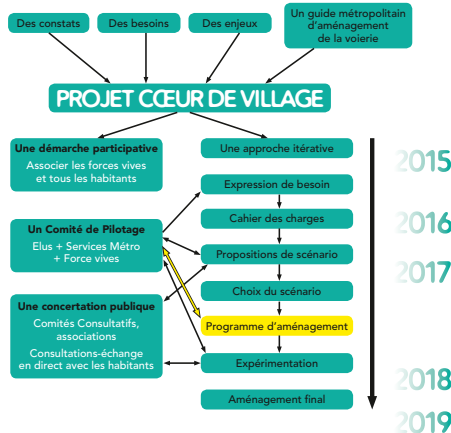 Des constats
Des besoins
Des enjeux
Un guide métropolitain
d'aménagement
de la voierie
PROJET CŒUR DE VILLAGE
Une démarche participative
Associer les forces vives
et tous les habitants
Un Comité de Pilotage
Elus + Services Métro
+ Force vives
Une concertation publique
Comités Consultatifs,
associations
Consultations-échange
en direct avec les habitants
Une approche itérative
Expression de besoin
Cahier des charges
Propositions de scénario
Choix du scénario
Programme d'aménagement
Expérimentation
Aménagement final
2015
2016
2017
2018
2019